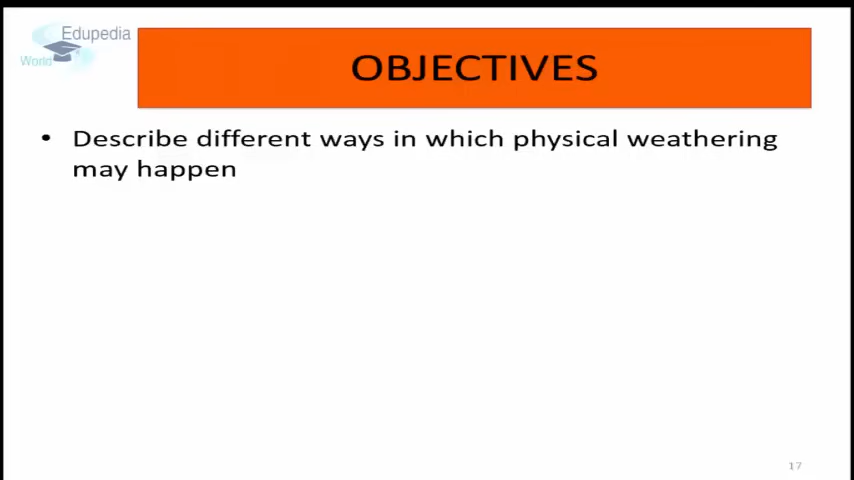 Edupedia
World
OBJECTIVES
• Describe different ways in which physical weathering
may happen
17